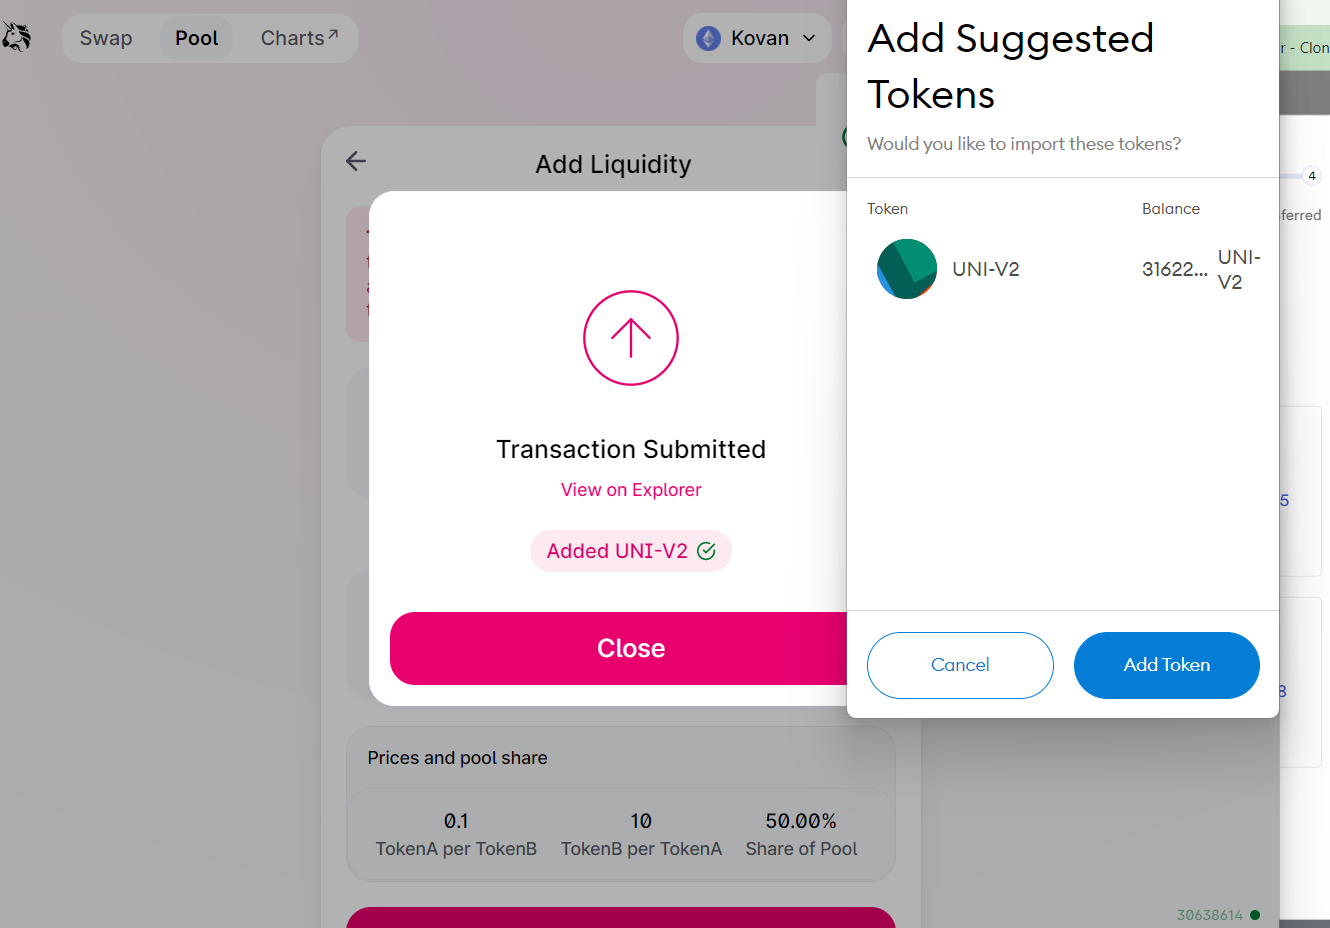 Swap
Pool
Charts
Kovan
Add Liquidity
Transaction Submitted
View on Explorer
Added UNI-V2
Close
Prices and pool share
0.1
10
50.00%
TokenA per TokenB
TokenB per TokenA
Share of Pool
30638614
Add Suggested
Tokens
Would you like to import these tokens?
Token
Balance
UNI-V2
31622...
UNI-
V2
Cancel
Add Token
r - Clon
4
ferred
5
8